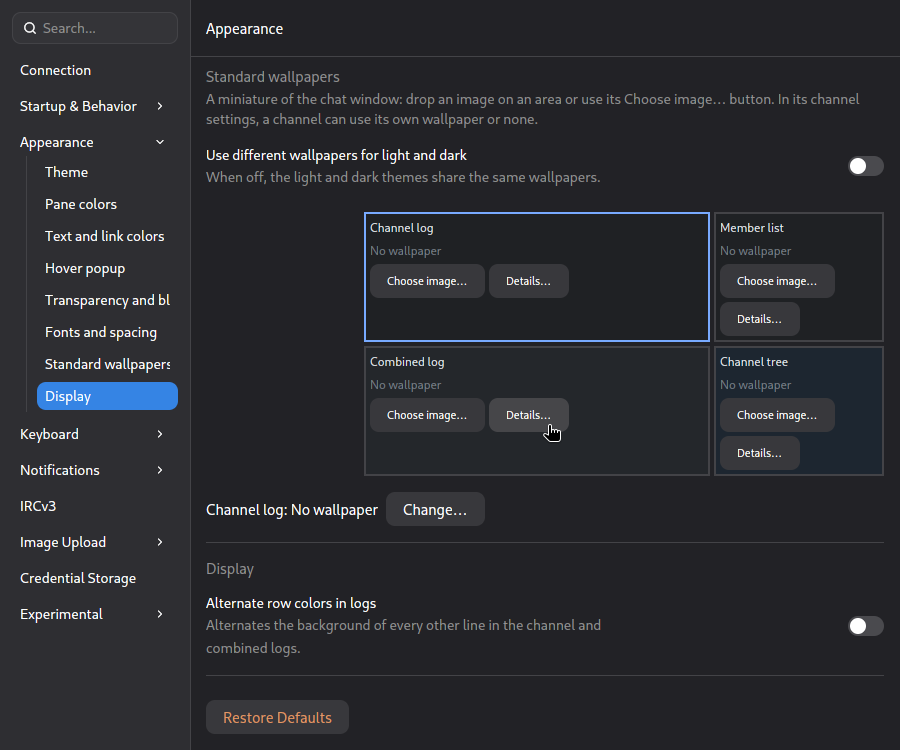 Search...
Connection
Startup & Behavior
Appearance
Theme
Pane colors
Text and link colors
Hover popup
Transparency and bl
Fonts and spacing
Standard wallpapers
Display
Keyboard
Notifications
IRCv3
Image Upload
Credential Storage
Experimental
Appearance
Standard wallpapers
A miniature of the chat window: drop an image on an area or use its Choose image... button. In its channel
settings, a channel can use its own wallpaper or none.
Use different wallpapers for light and dark
When off, the light and dark themes share the same wallpapers.
Channel log
No wallpaper
Choose image... Details...
Member list
No wallpaper
Choose image...
Details...
Combined log
No wallpaper
Choose image... Details...
Channel tree
No wallpaper
Choose image...
Details...
Channel log: No wallpaper Change...
Display
Alternate row colors in logs
Alternates the background of every other line in the channel and
combined logs.
Restore Defaults